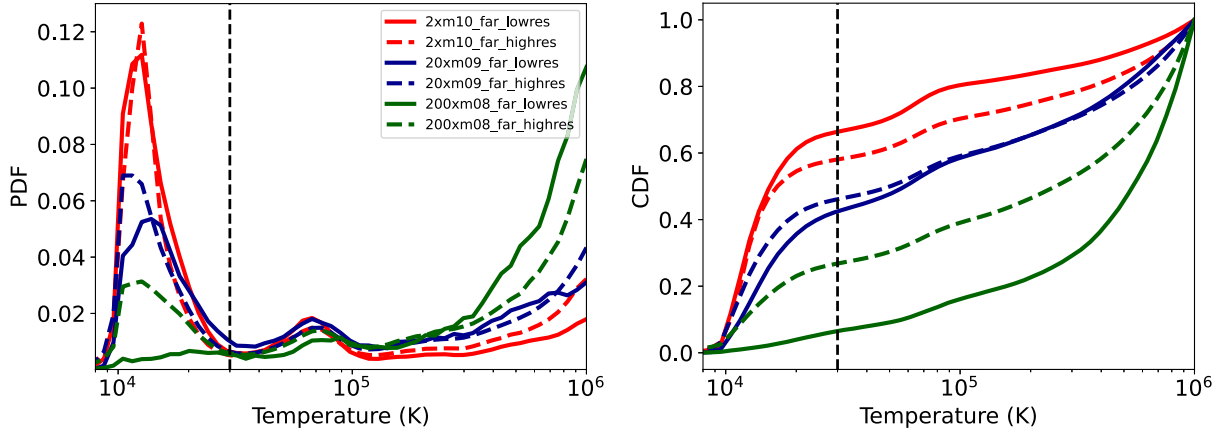 0.12
0.10
0.08
0.06
0.04
0.02
PDF
10⁴
10⁵
10⁶
Temperature (K)
2xm10_far_lowres
2xm10_far_highres
20xm09_far_lowres
20xm09_far_highres
200xm08_far_lowres
200xm08_far_highres
1.0
0.8
0.6
0.4
0.2
0.0
CDF
10⁴
10⁵
10⁶
Temperature (K)